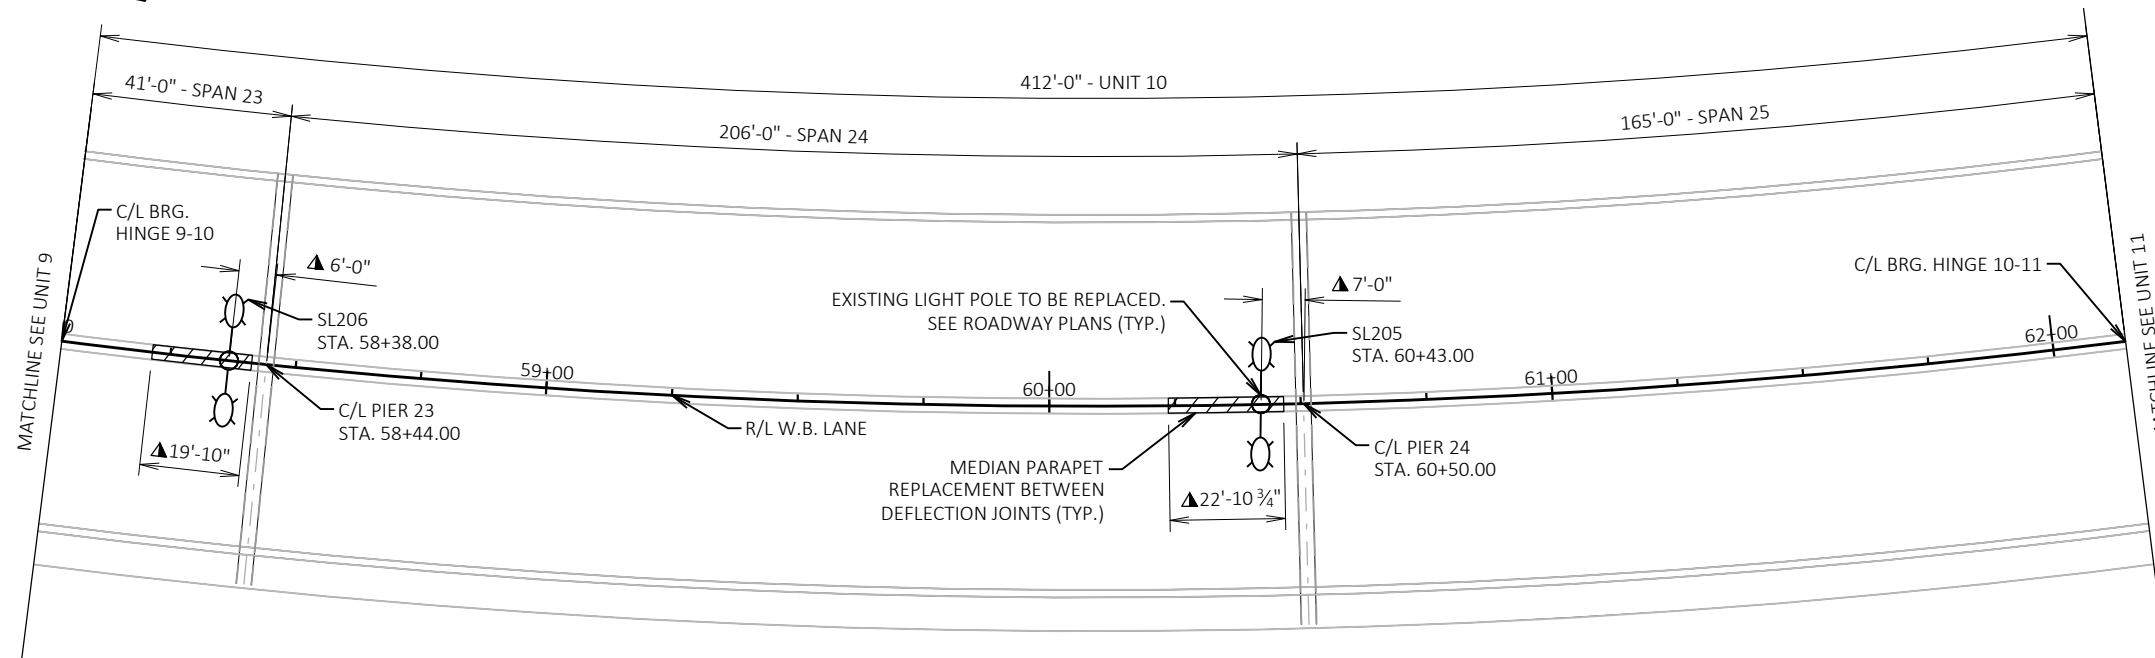 412'-0" - UNIT 10
41'-0" - SPAN 23
206'-0" - SPAN 24
165'-0" - SPAN 25
C/L BRG.
HINGE 9-10
6'-0"
SL206
STA. 58+38.00
MATCHLINE SEE UNIT 9
EXISTING LIGHT POLE TO BE REPLACED.
SEE ROADWAY PLANS (TYP.)
7'-0"
SL205
STA. 60+43.00
C/L BRG. HINGE 10-11
MATCHLINE SEE UNIT 11
59+00
60+00
61+00
62+00
C/L PIER 23
STA. 58+44.00
R/L W.B. LANE
19'-10"
MEDIAN PARAPET
REPLACEMENT BETWEEN
DEFLECTION JOINTS (TYP.)
22'-10 ¾"
C/L PIER 24
STA. 60+50.00